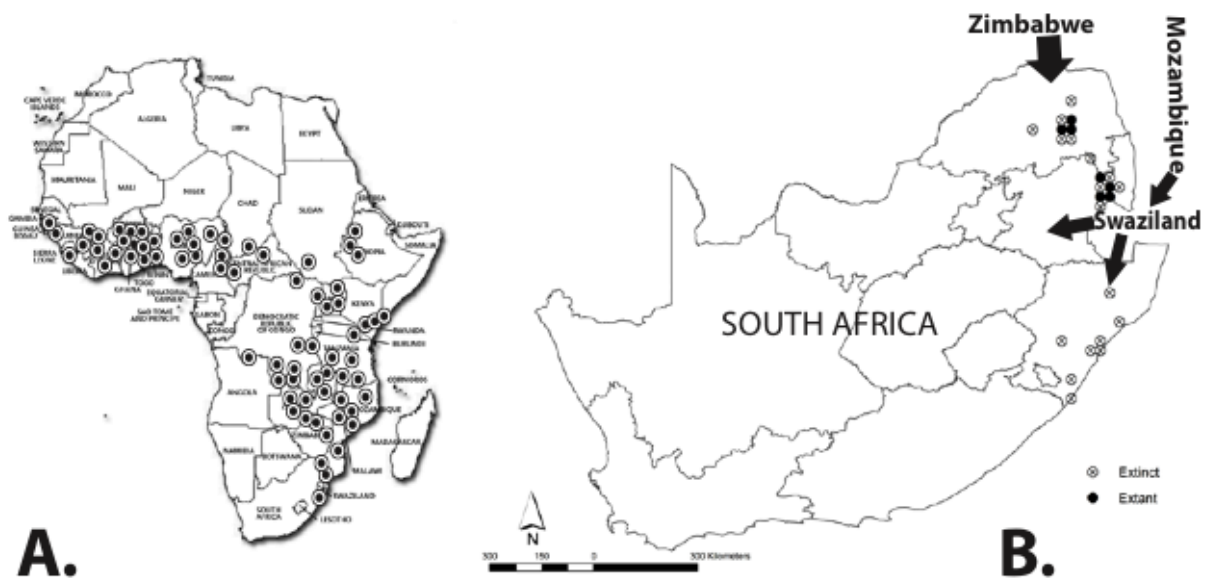 TUNISIA
MOROCCO
CAPE VERDE
ISLANDS
ALGERIA
LIBYA
EGYPT
WESTERN
SAHARA
MAURITANIA
MALI
NIGER
CHAD
SUDAN
ERITREA
SENEGAL
GAMBIA
GUINEA
BISSAU
DJIBOUTI
SOMALIA
SIERRA
LEONE
CENTRAL AFRICAN
REPUBLIC
BENIN
TOGO
GHANA
EQUATORIAL
GUINEA
SAO TOME
AND PRINCIPE
GABON
CONGO
DEMOCRATIC
REPUBLIC
OF CONGO
KENYA
RWANDA
BURUNDI
TANZANIA
COMOROS
ANGOLA
MOZAMBIQUE
MADAGASCAR
NAMIBIA
BOTSWANA
MALAWI
SWAZILAND
SOUTH
AFRICA
LESOTHO
A.
Zimbabwe
Mozambique
Swaziland
SOUTH AFRICA
Extinct
Extant
N
300 150 0 300 Kilometers
B.